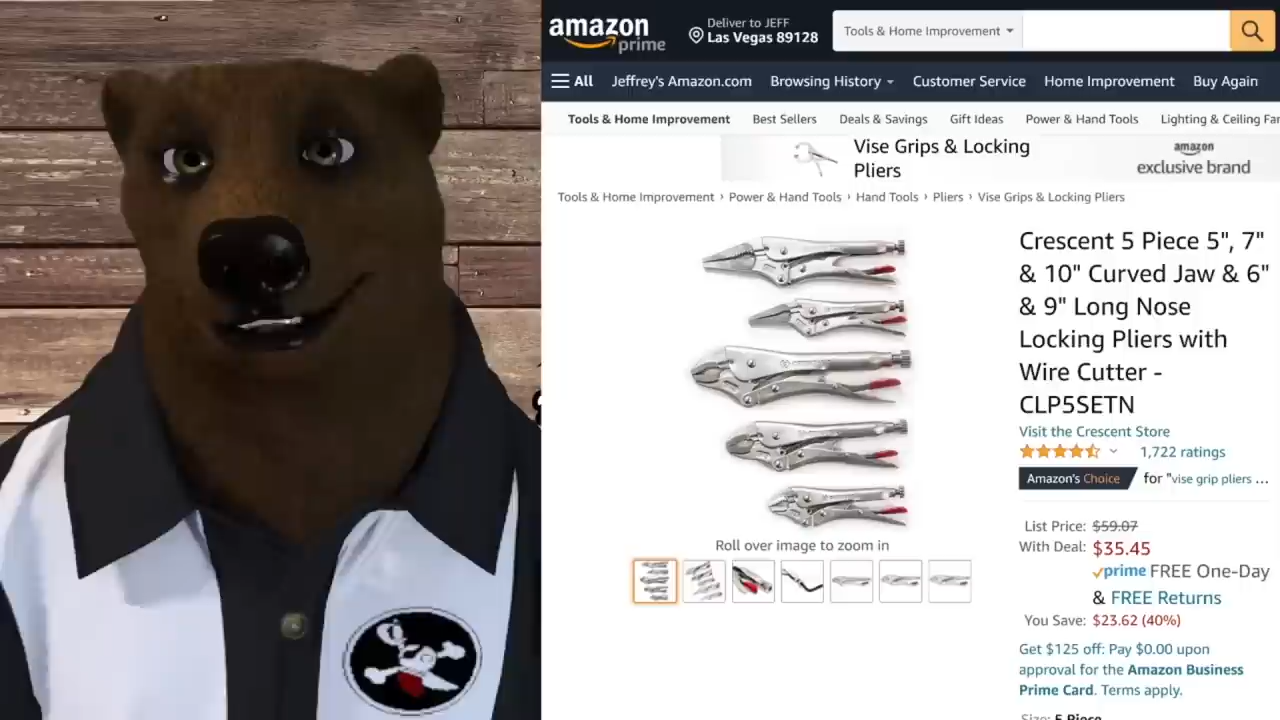 amazon
prime
Deliver to JEFF
Las Vegas 89128
Tools & Home Improvement
All Jeffrey's Amazon.com Browsing History Customer Service Home Improvement Buy Again
Tools & Home Improvement Best Sellers Deals & Savings Gift Ideas Power & Hand Tools Lighting & Ceiling Fan
Vise Grips & Locking
Pliers
amazon
exclusive brand
Tools & Home Improvement › Power & Hand Tools › Hand Tools › Pliers › Vise Grips & Locking Pliers
Crescent 5 Piece 5", 7"
& 10" Curved Jaw & 6"
& 9" Long Nose
Locking Pliers with
Wire Cutter -
CLP5SETN
Visit the Crescent Store
1,722 ratings
Amazon's Choice for "vise grip pliers ...
List Price: $59.07
With Deal: $35.45
prime FREE One-Day
& FREE Returns
You Save: $23.62 (40%)
Get $125 off: Pay $0.00 upon
approval for the Amazon Business
Prime Card. Terms apply.
Size: 5 Piece
Roll over image to zoom in